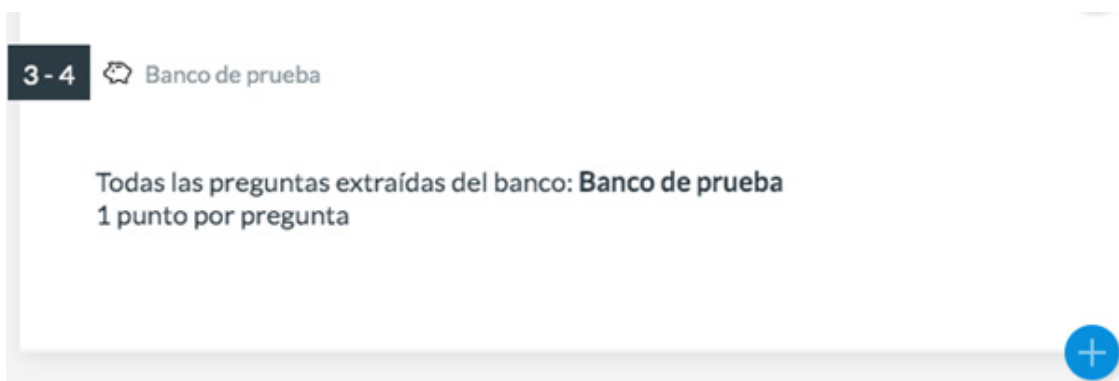 3 - 4 Banco de prueba
Todas las preguntas extraídas del banco: Banco de prueba
1 punto por pregunta